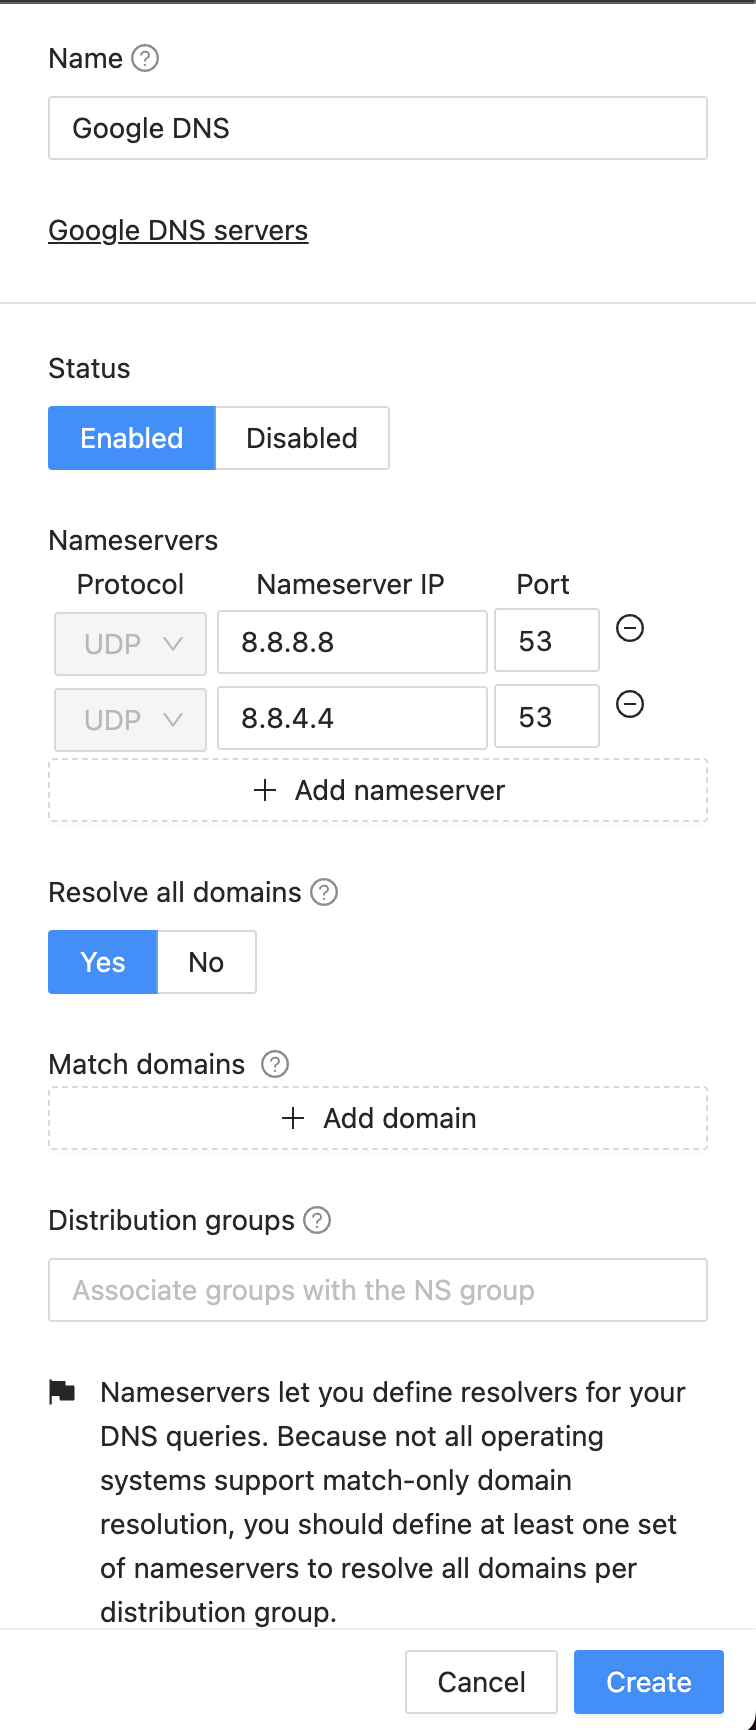 Name ?
Google DNS
Google DNS servers
Status
Enabled Disabled
Nameservers
Protocol Nameserver IP Port
UDP 8.8.8.8 53
UDP 8.8.4.4 53
+ Add nameserver
Resolve all domains ?
Yes No
Match domains ?
+ Add domain
Distribution groups ?
Associate groups with the NS group
Nameservers let you define resolvers for your
DNS queries. Because not all operating
systems support match-only domain
resolution, you should define at least one set
of nameservers to resolve all domains per
distribution group.
Cancel Create